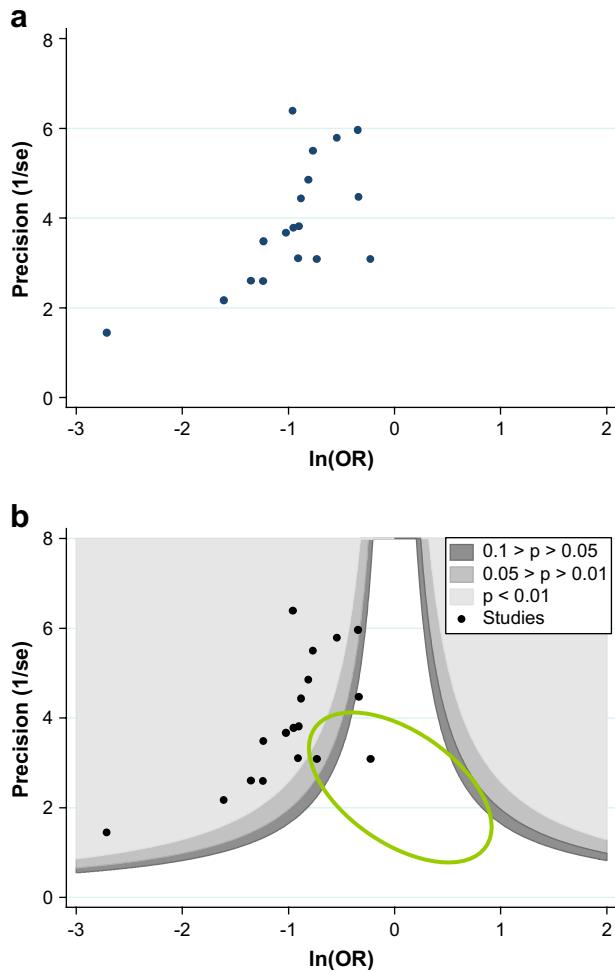 a
8
6
4
2
0
Precision (1/se)
-3 -2 -1 0 1 2
ln(OR)
b
8
6
4
2
0
Precision (1/se)
0.1 > p > 0.05
0.05 > p > 0.01
p < 0.01
Studies
-3 -2 -1 0 1 2
ln(OR)